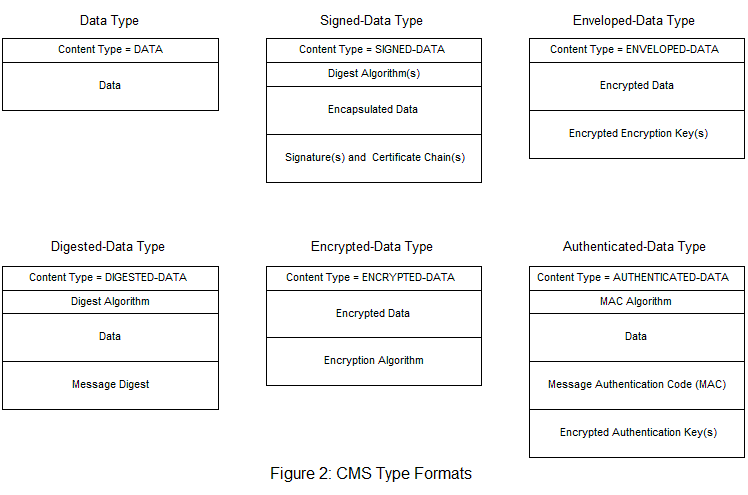 Data Type
Content Type = DATA
Data
Signed-Data Type
Content Type = SIGNED-DATA
Digest Algorithm(s)
Encapsulated Data
Signature(s) and Certificate Chain(s)
Enveloped-Data Type
Content Type = ENVELOPED-DATA
Encrypted Data
Encrypted Encryption Key(s)
Digested-Data Type
Content Type = DIGESTED-DATA
Digest Algorithm
Data
Message Digest
Encrypted-Data Type
Content Type = ENCRYPTED-DATA
Encrypted Data
Encryption Algorithm
Authenticated-Data Type
Content Type = AUTHENTICATED-DATA
MAC Algorithm
Data
Message Authentication Code (MAC)
Encrypted Authentication Key(s)
Figure 2: CMS Type Formats